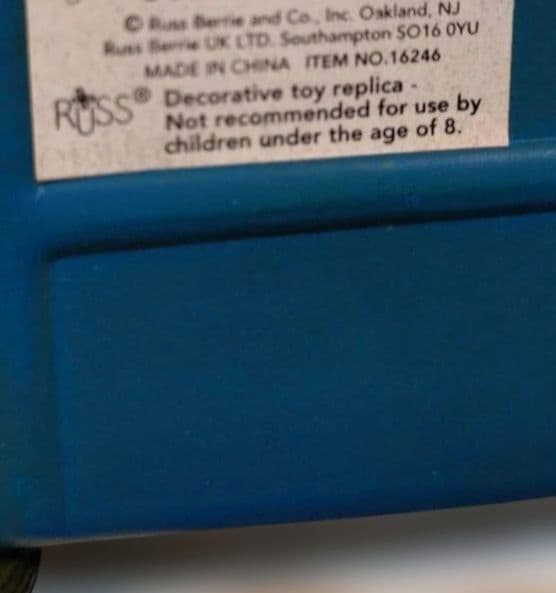 © Russ Berrie and Co., Inc. Oakland, NJ
Russ Berrie UK LTD. Southampton SO16 0YU
MADE IN CHINA ITEM NO.16246
RUSS® Decorative toy replica -
Not recommended for use by
children under the age of 8.